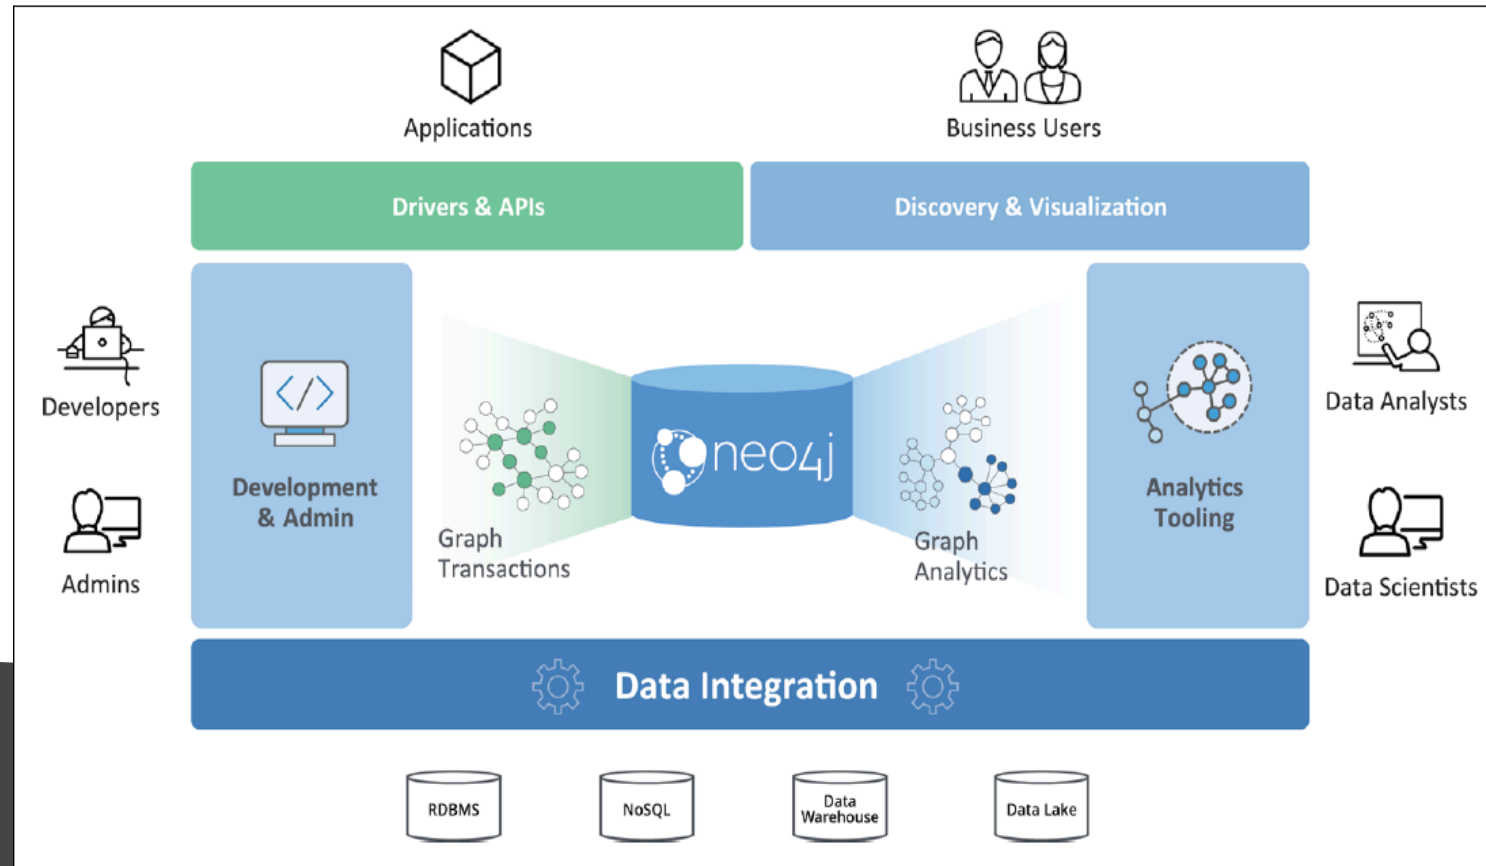 Applications
Business Users
Drivers & APIs
Discovery & Visualization
Developers
Admins
Development
& Admin
Graph
Transactions
neo4j
Graph
Analytics
Analytics
Tooling
Data Analysts
Data Scientists
Data Integration
RDBMS
NoSQL
Data
Warehouse
Data Lake